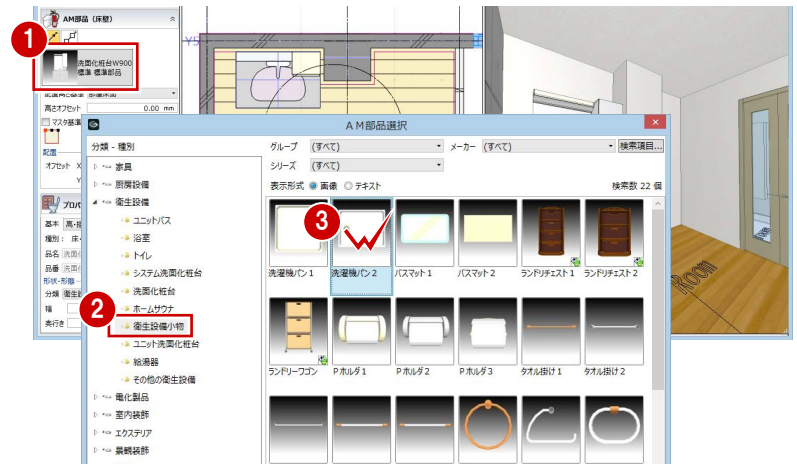 AM部品（床壁）
1
洗面化粧台W900
標準 標準部品
高さオフセット 0.00 mm
マスタ基準
配置
オフセット X
Y5
AM部品選択
分類 - 種別
家具
厨房設備
衛生設備
ユニットバス
浴室
トイレ
システム洗面化粧台
洗面化粧台
ホームサウナ
2
衛生設備小物
ユニット洗面化粧台
給湯器
その他の衛生設備
電化製品
室内装飾
エクステリア
景観装飾
グループ (すべて) メーカー (すべて) 検索項目...
シリーズ (すべて)
表示形式 画像 テキスト 検索数 22 個
3
洗濯機パン1 洗濯機パン2 バスマット1 バスマット2 ランドリチェスト1 ランドリチェスト2
ランドリーワゴン Pホルダ1 Pホルダ2 Pホルダ3 タオル掛け1 タオル掛け2
基本
種別： 床
品名 洗面
品番 洗面
形状・形態
分類 衛生
幅
奥行き
Room